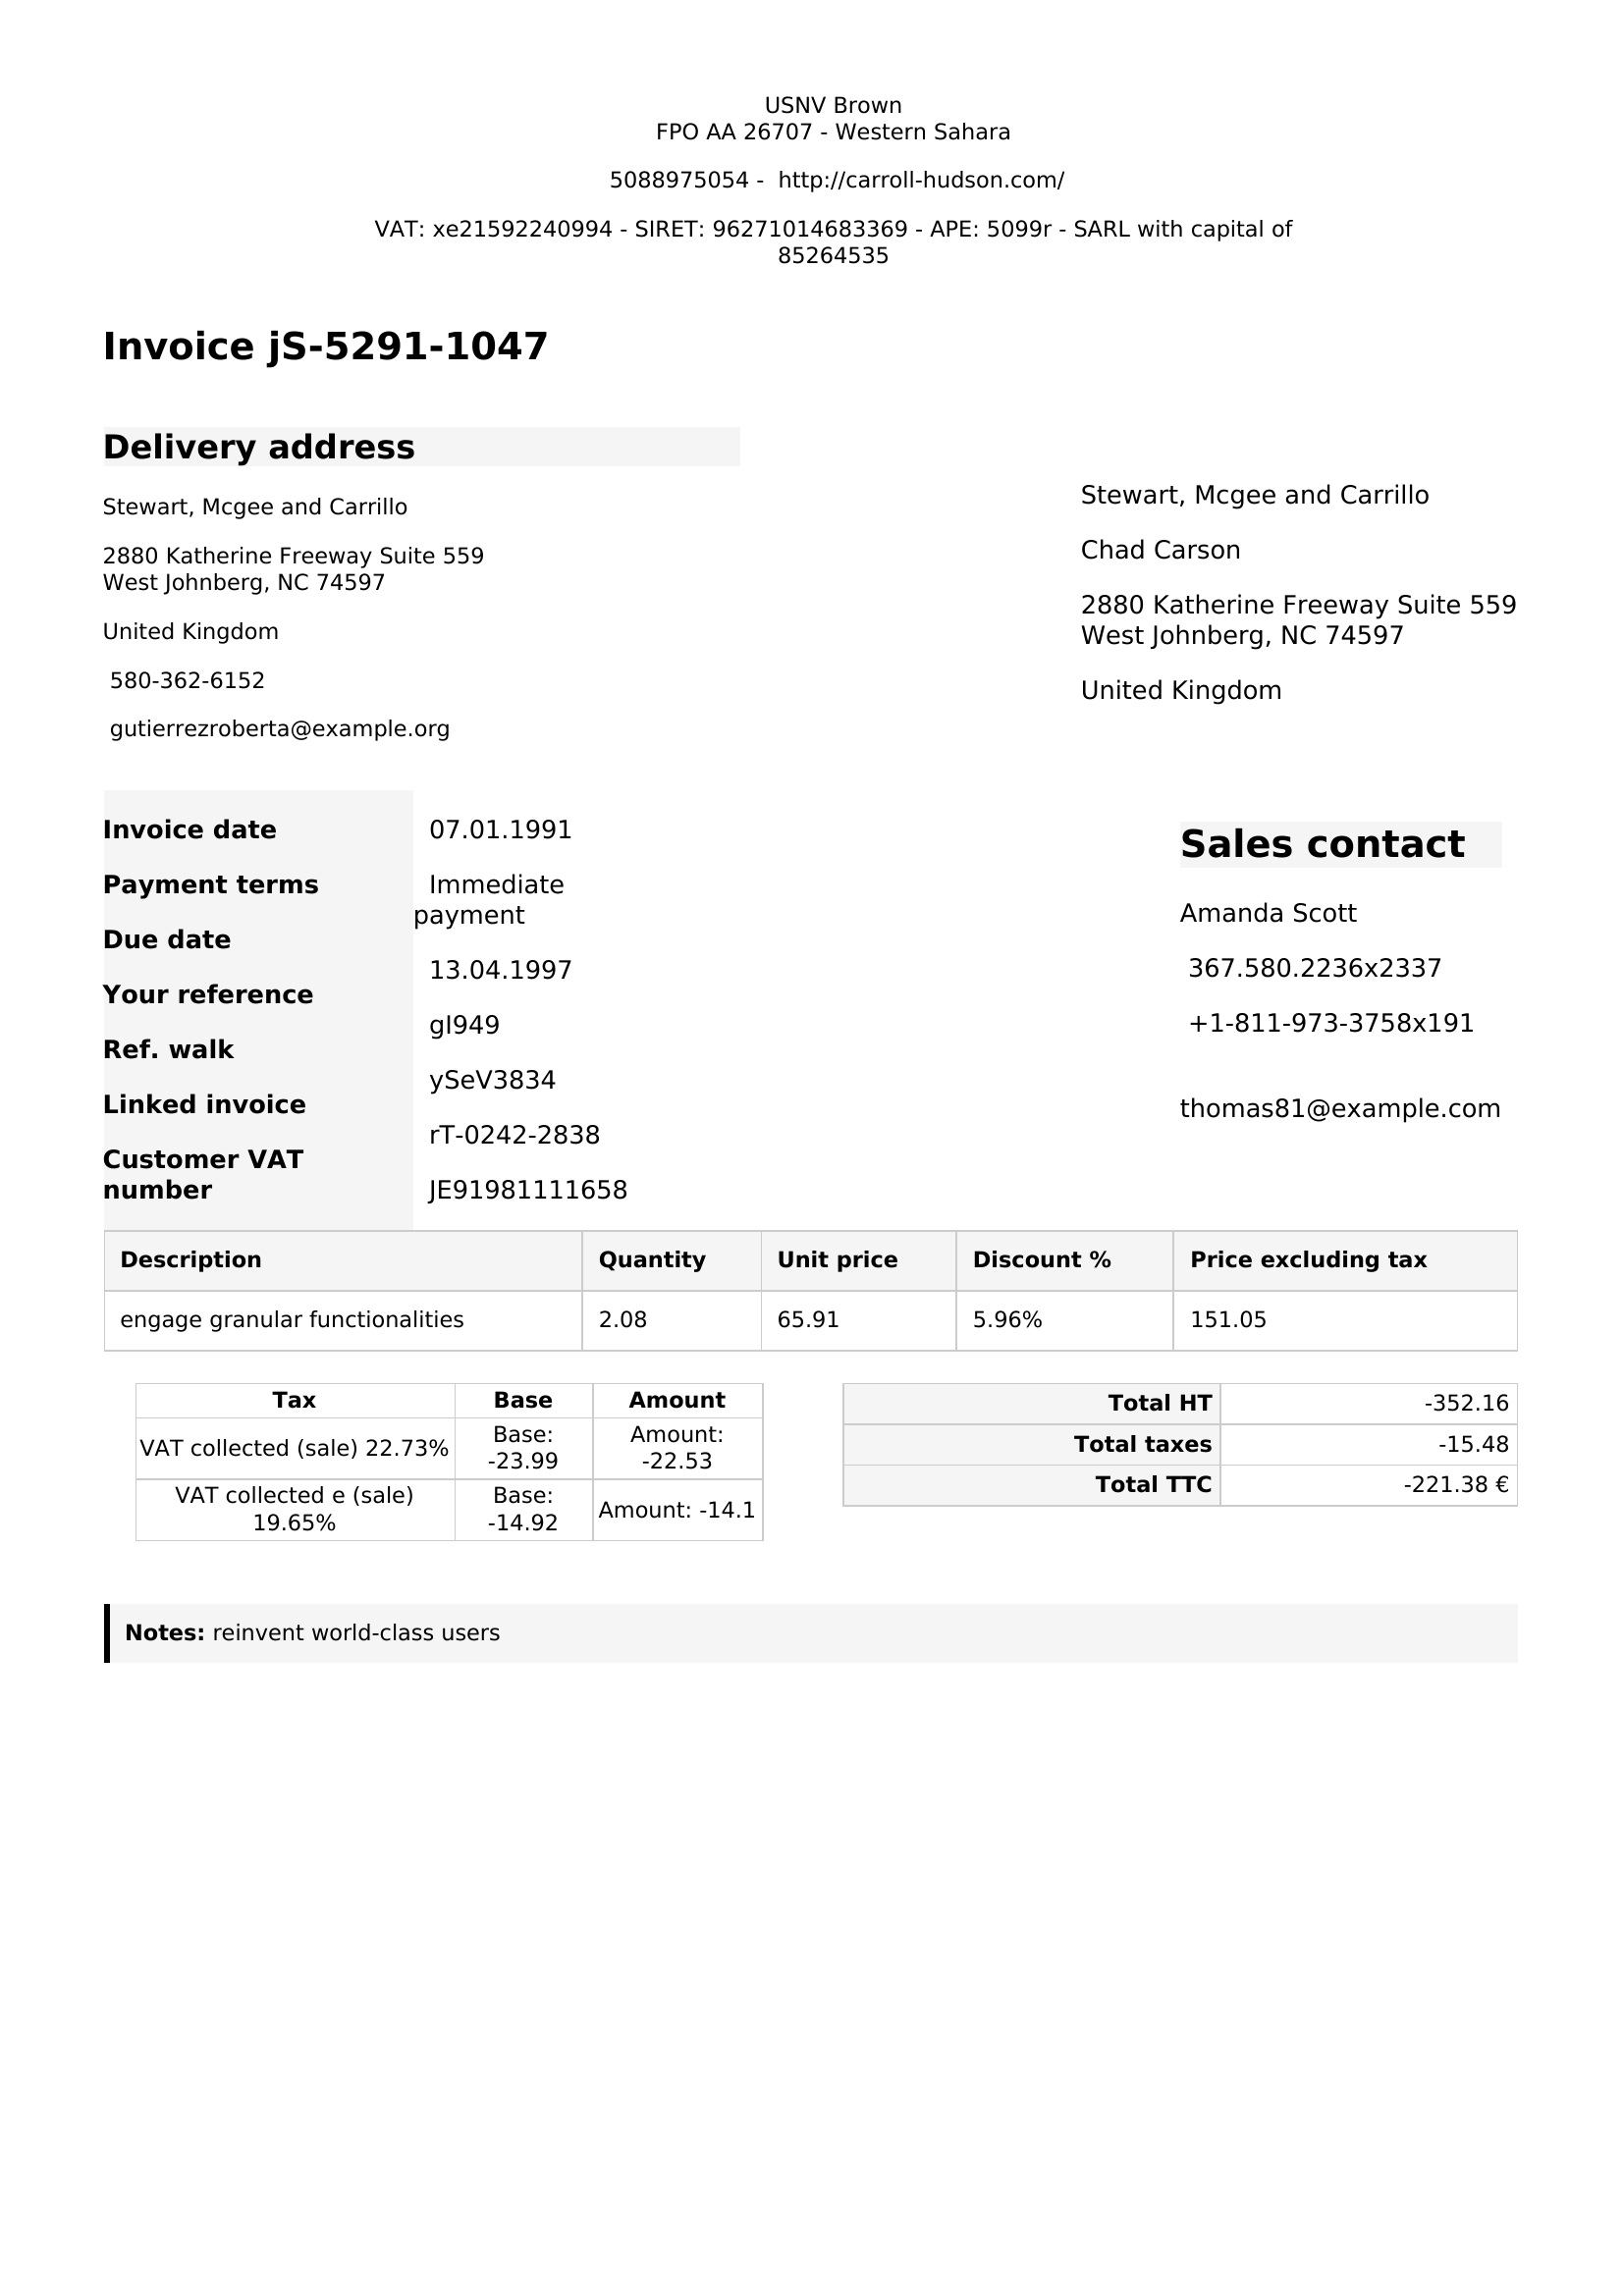 USNV Brown
FPO AA 26707 - Western Sahara
5088975054 -  http://carroll-hudson.com/
VAT: xe21592240994 - SIRET: 96271014683369 - APE: 5099r - SARL with capital of
85264535
Invoice jS-5291-1047
Delivery address
Stewart, Mcgee and Carrillo
2880 Katherine Freeway Suite 559
West Johnberg, NC 74597
United Kingdom
580-362-6152
gutierrezroberta@example.org
Stewart, Mcgee and Carrillo
Chad Carson
2880 Katherine Freeway Suite 559
West Johnberg, NC 74597
United Kingdom
Invoice date
Payment terms
Due date
Your reference
Ref. walk
Linked invoice
Customer VAT
number
07.01.1991
Immediate
payment
13.04.1997
gI949
ySeV3834
rT-0242-2838
JE91981111658
Sales contact
Amanda Scott
367.580.2236x2337
+1-811-973-3758x191
thomas81@example.com
Description Quantity Unit price Discount % Price excluding tax
engage granular functionalities 2.08 65.91 5.96% 151.05
Tax Base Amount
VAT collected (sale) 22.73% Base: Amount:
-23.99 -22.53
VAT collected e (sale) Base:
19.65% -14.92 Amount: -14.1
Total HT -352.16
Total taxes -15.48
Total TTC -221.38 €
Notes: reinvent world-class users